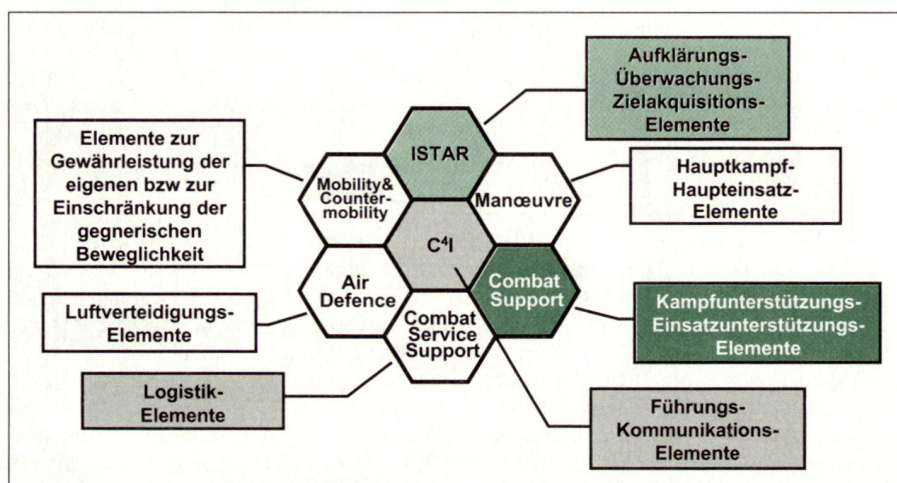 Aufklärungs-
Überwachungs-
Zielakquisitions-
Elemente
Elemente zur
Gewährleistung der
eigenen bzw zur
Einschränkung der
gegnerischen
Beweglichkeit
ISTAR
Mobility&
Counter-
mobility
Manœuvre
Hauptkampf-
Haupteinsatz-
Elemente
C⁴I
Air
Defence
Combat
Support
Luftverteidigungs-
Elemente
Kampfunterstützungs-
Einsatzunterstützungs-
Elemente
Combat
Service
Support
Logistik-
Elemente
Führungs-
Kommunikations-
Elemente